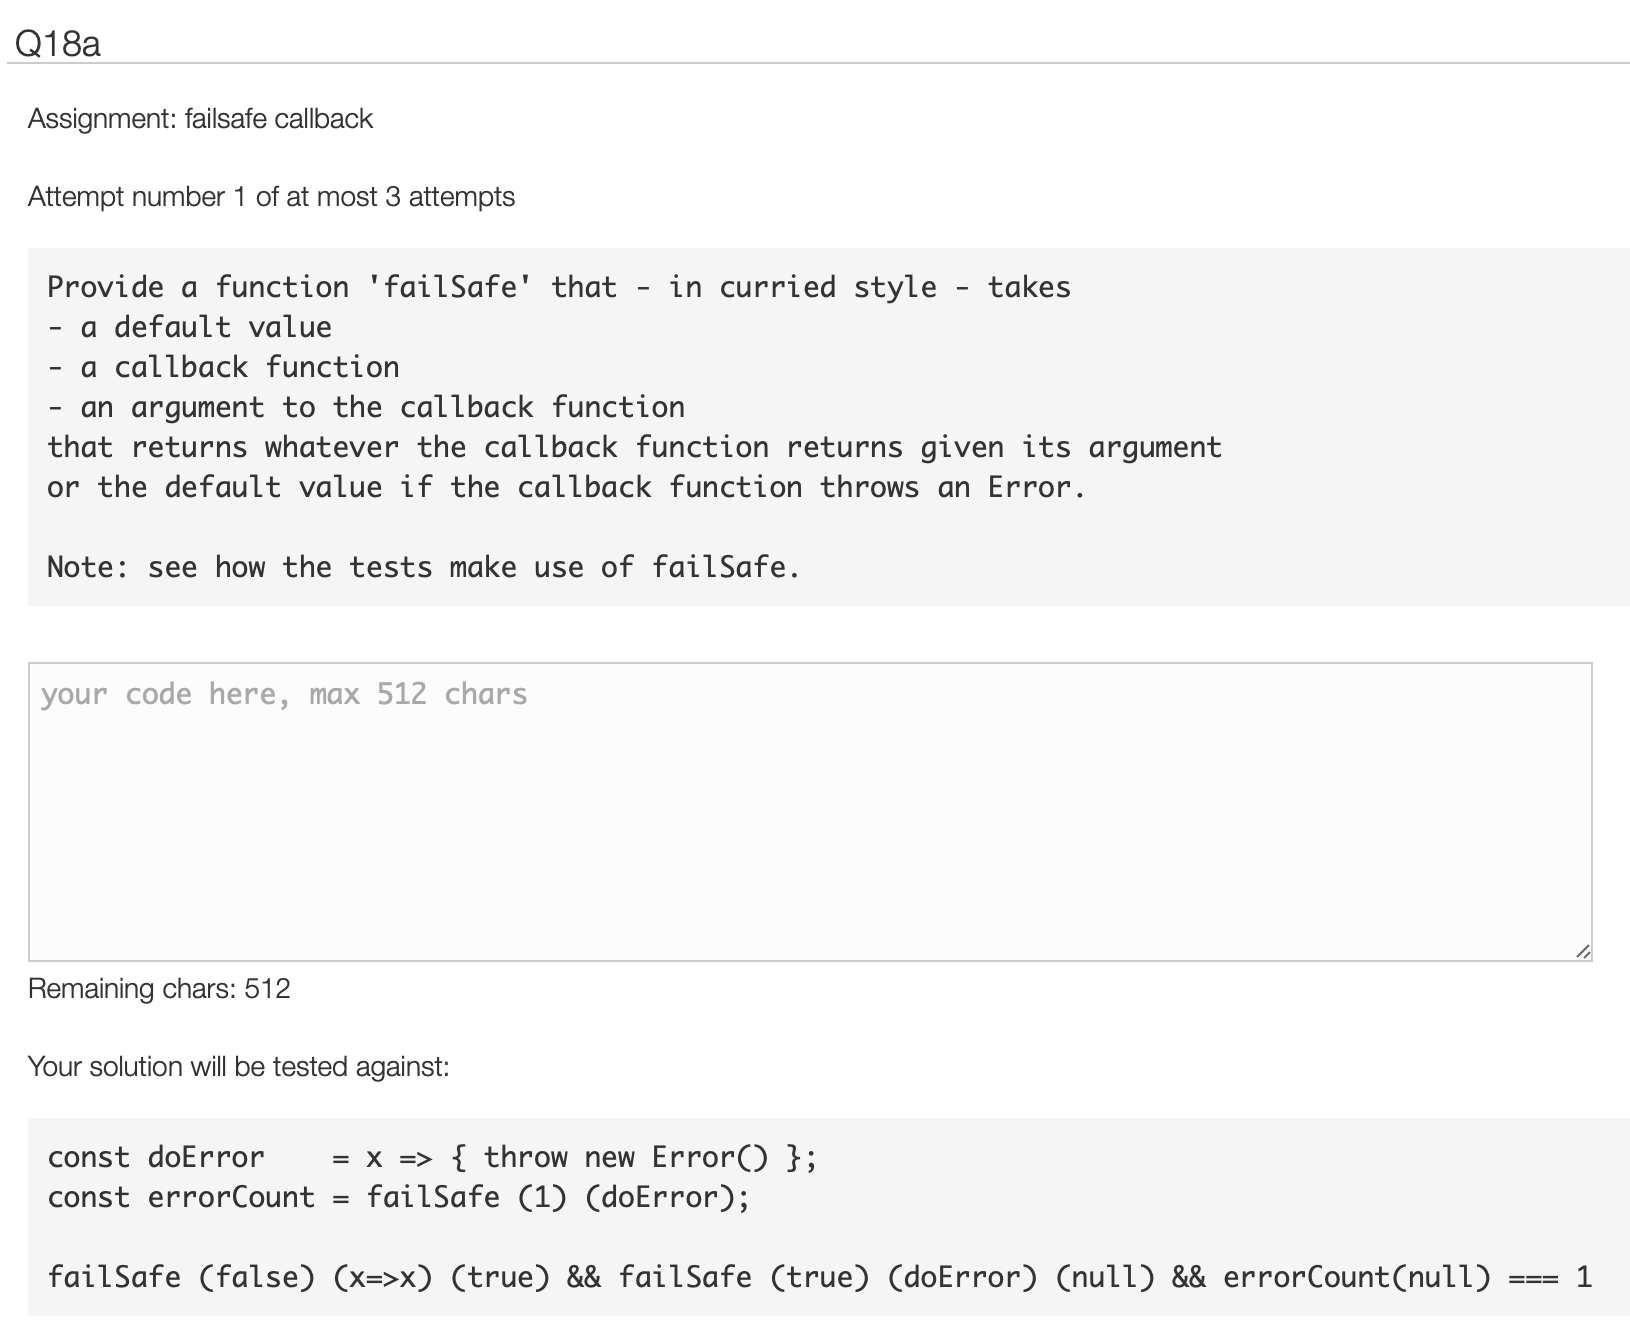 Q18a
Assignment: failsafe callback
Attempt number 1 of at most 3 attempts
Provide a function 'failSafe' that - in curried style - takes
- a default value
- a callback function
- an argument to the callback function
that returns whatever the callback function returns given its argument
or the default value if the callback function throws an Error.
Note: see how the tests make use of failSafe.
your code here, max 512 chars
Remaining chars: 512
Your solution will be tested against:
const doError    = x => { throw new Error() };
const errorCount = failSafe (1) (doError);
failSafe (false) (x=>x) (true) && failSafe (true) (doError) (null) && errorCount(null) === 1